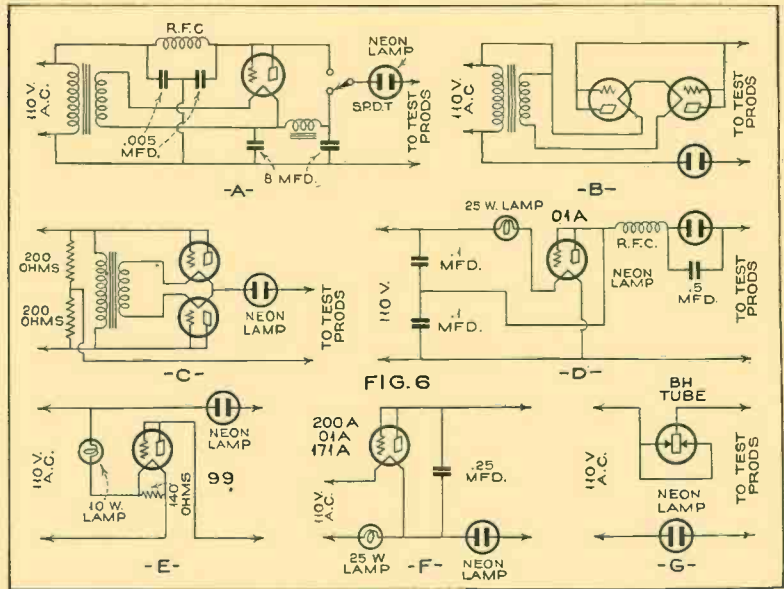 R.F.C
110 V.
A.C.
.005
MFD.
8 MFD.
S.P.D.T
NEON
LAMP
TO TEST
PRODS
-A-
110 V.
A.C
TO TEST
PRODS
-B-
200
OHMS
200
OHMS
NEON
LAMP
TO TEST
PRODS
-C-
25 W. LAMP
01A
.1
MFD.
110 V.
.1
MFD.
R.F.C.
NEON
LAMP
.5
MFD.
TO TEST
PRODS
-D-
FIG. 6
110 V.
A.C.
10 W.
LAMP
140
OHMS
99
NEON
LAMP
-E-
200A
01A
171A
110 V.
A.C.
.25
MFD.
25 W
LAMP
NEON
LAMP
-F-
BH
TUBE
110 V.
A.C.
NEON
LAMP
TO TEST
PRODS
-G-